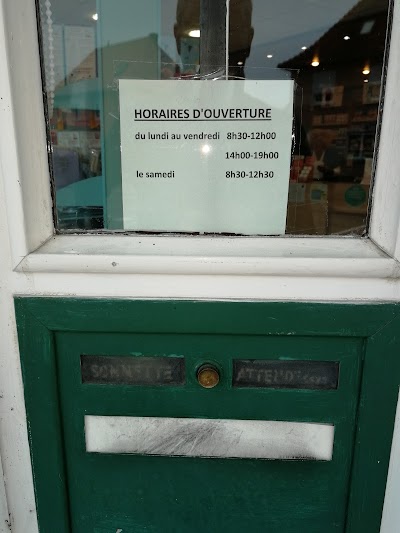 HORAIRES D'OUVERTURE
du lundi au vendredi 8h30-12h00
14h00-19h00
le samedi 8h30-12h30
SONNETTE